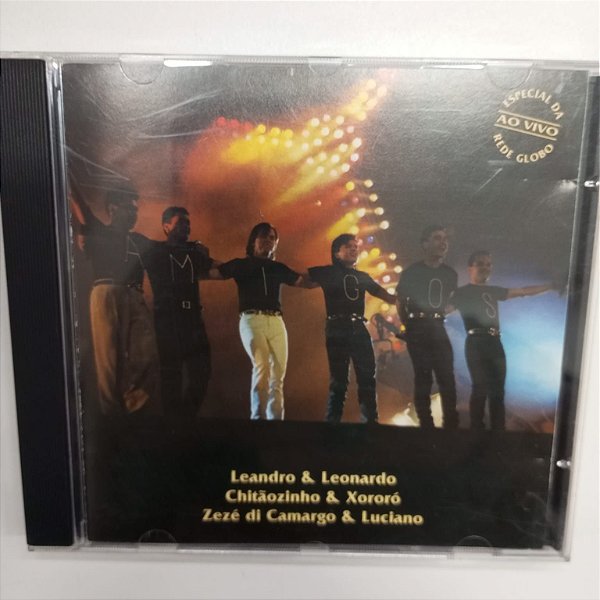 ESPECIAL DA
AO VIVO
REDE GLOBO
A M I G O S
Leandro & Leonardo
Chitãozinho & Xororó
Zezé di Camargo & Luciano